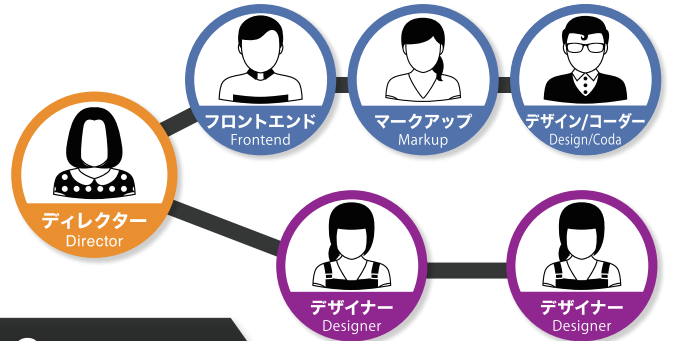 フロントエンド
Frontend
マークアップ
Markup
デザイン/コーダー
Design/Coda
ディレクター
Director
デザイナー
Designer
デザイナー
Designer